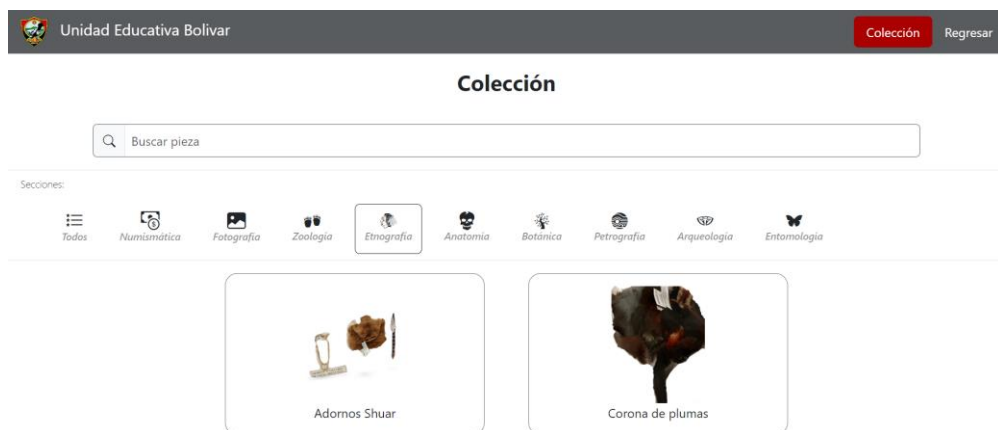 Unidad Educativa Bolivar
Colección
Regresar
Colección
Buscar pieza
Secciones:
Todos
Numismática
Fotografía
Zoología
Etnografía
Anatomía
Botánica
Petrografía
Arqueología
Entomología
Adornos Shuar
Corona de plumas